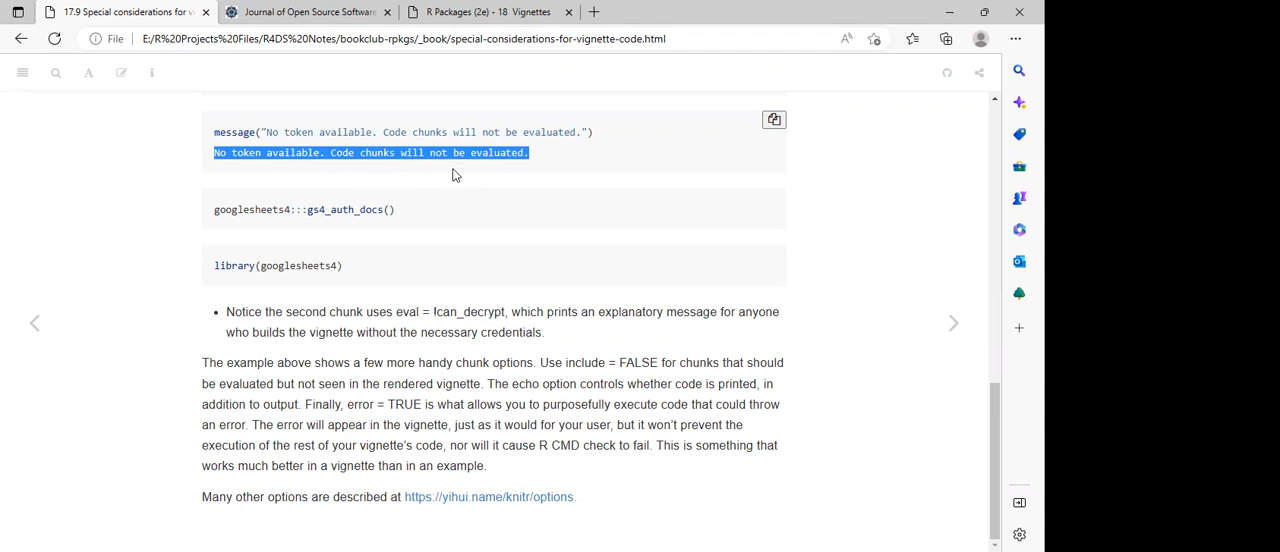 17.9 Special considerations for vi
Journal of Open Source Software:
R Packages (2e) - 18 Vignettes
File
E:/R%20Projects%20Files/R4DS%20Notes/bookclub-rpkgs/_book/special-considerations-for-vignette-code.html
message("No token available. Code chunks will not be evaluated.")
No token available. Code chunks will not be evaluated.
googlesheets4:::gs4_auth_docs()
library(googlesheets4)
• Notice the second chunk uses eval = !can_decrypt, which prints an explanatory message for anyone
who builds the vignette without the necessary credentials.
The example above shows a few more handy chunk options. Use include = FALSE for chunks that should
be evaluated but not seen in the rendered vignette. The echo option controls whether code is printed, in
addition to output. Finally, error = TRUE is what allows you to purposefully execute code that could throw
an error. The error will appear in the vignette, just as it would for your user, but it won't prevent the
execution of the rest of your vignette's code, nor will it cause R CMD check to fail. This is something that
works much better in a vignette than in an example.
Many other options are described at https://yihui.name/knitr/options.